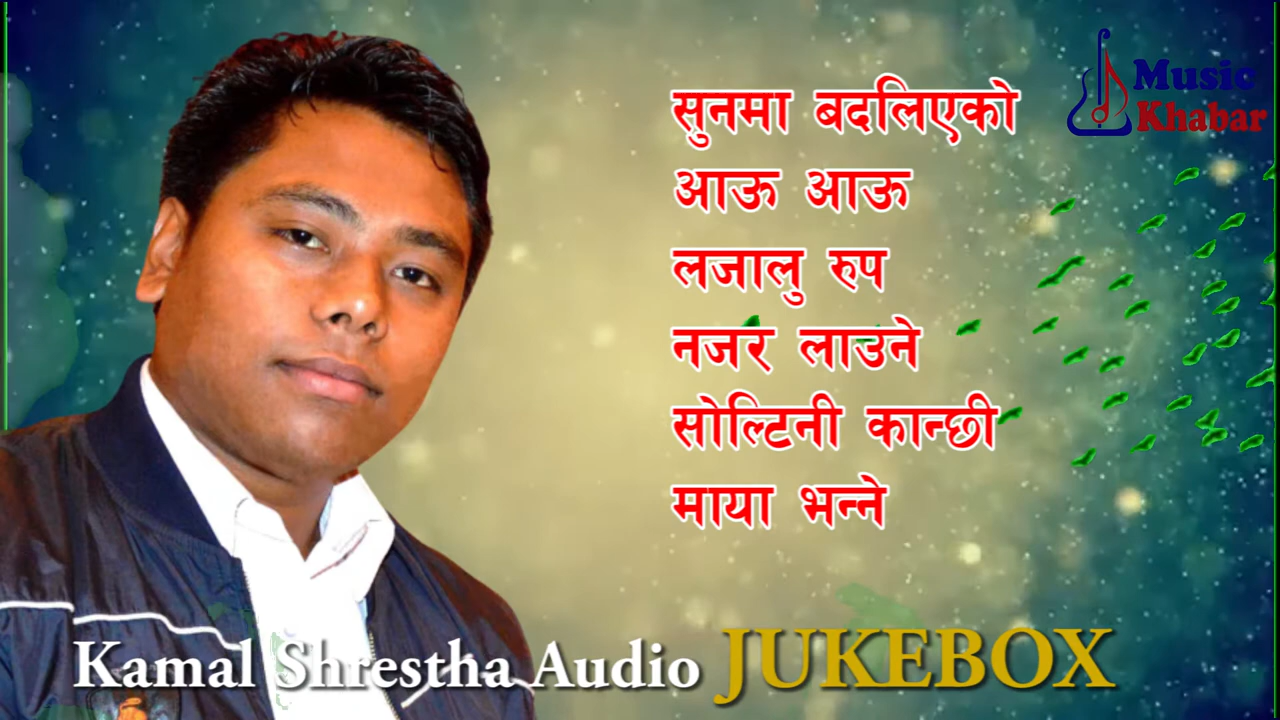 Music
Khabar
सुनमा बदलिएको
आऊ आऊ
लजालु रुप
नजर लाउने
सोल्टिनी कान्छी
माया भन्ने
Kamal Shrestha Audio JUKEBOX